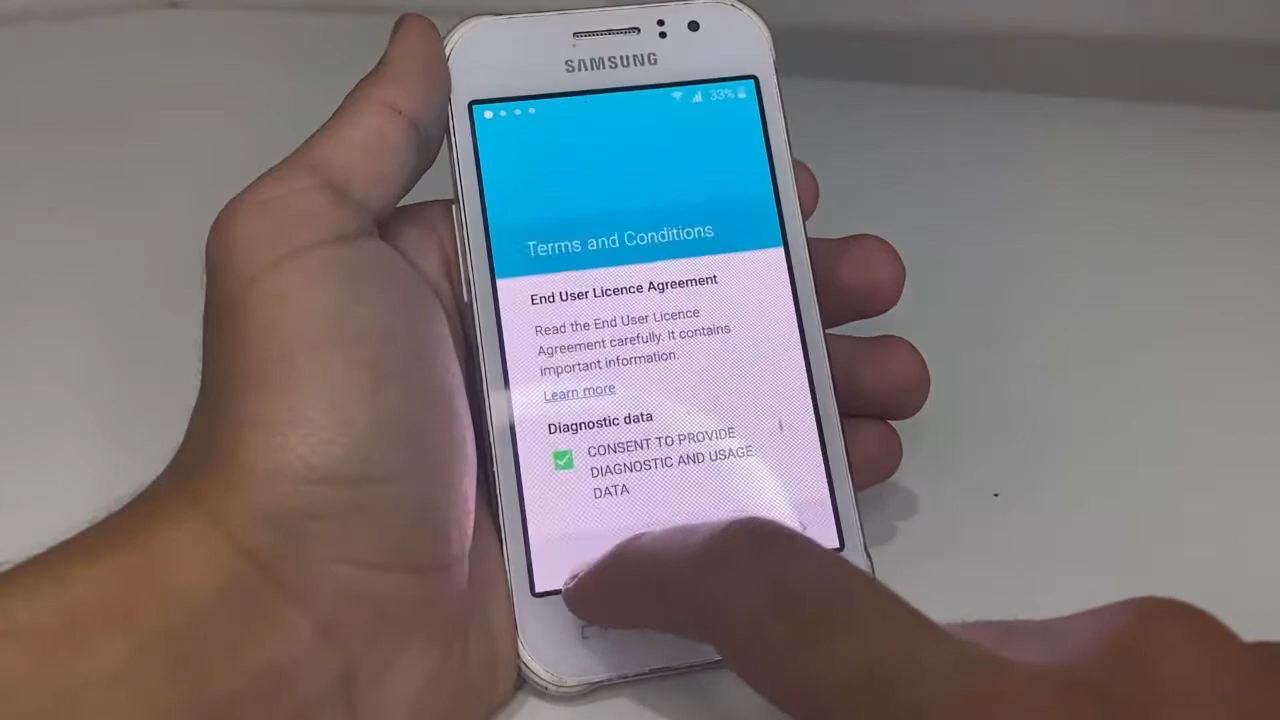 SAMSUNG
33%
Terms and Conditions
End User Licence Agreement
Read the End User Licence
Agreement carefully. It contains
important information.
Learn more
Diagnostic data
CONSENT TO PROVIDE
DIAGNOSTIC AND USAGE
DATA